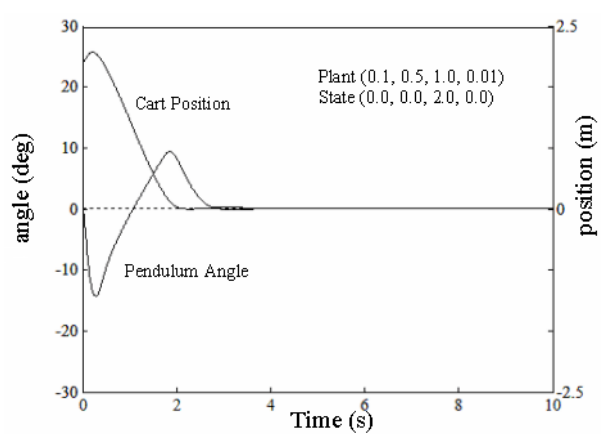 30
2.5
Plant (0.1, 0.5, 1.0, 0.01)
State (0.0, 0.0, 2.0, 0.0)
20
Cart Position
10
angle (deg)
position (m)
0
0
Pendulum Angle
-10
-20
-30
-2.5
0
2
4
6
8
10
Time (s)